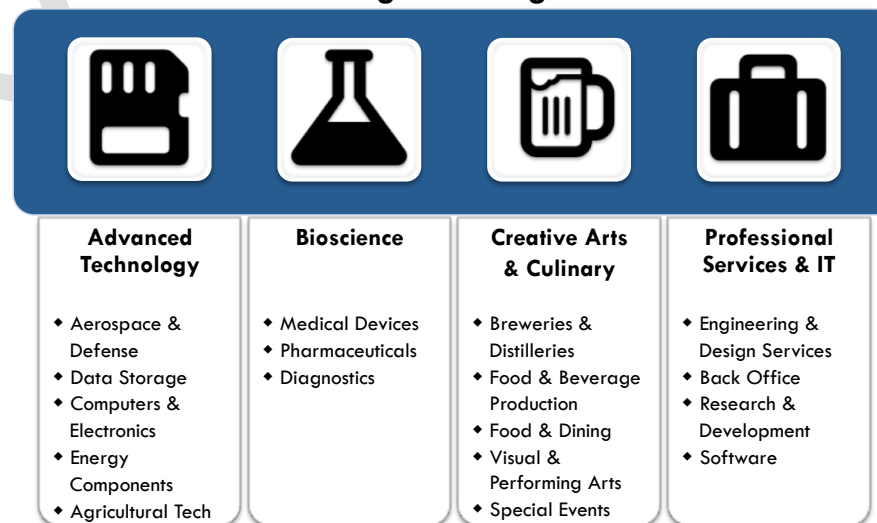 Advanced
Technology
◆ Aerospace &
Defense
◆ Data Storage
◆ Computers &
Electronics
◆ Energy
Components
◆ Agricultural Tech
Bioscience
◆ Medical Devices
◆ Pharmaceuticals
◆ Diagnostics
Creative Arts
& Culinary
◆ Breweries &
Distilleries
◆ Food & Beverage
Production
◆ Food & Dining
◆ Visual &
Performing Arts
◆ Special Events
Professional
Services & IT
◆ Engineering &
Design Services
◆ Back Office
◆ Research &
Development
◆ Software